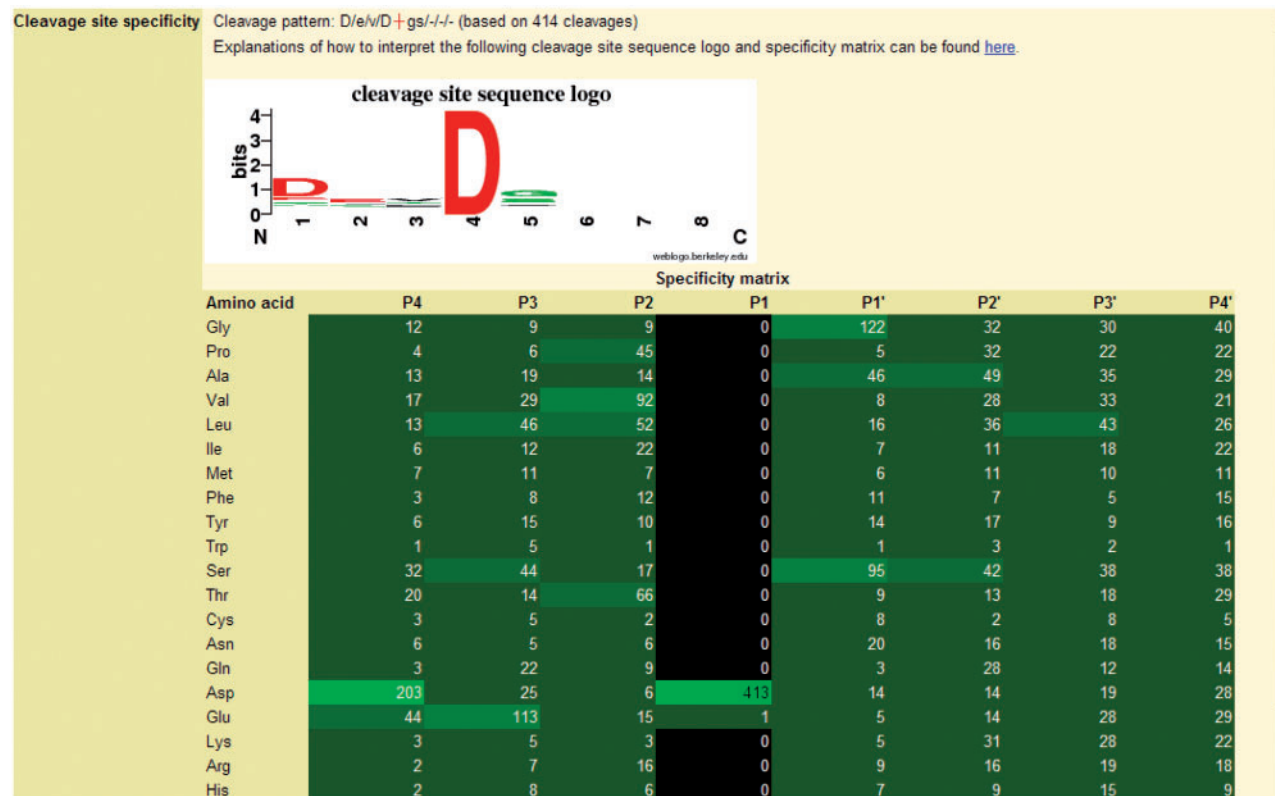 Cleavage site specificity Cleavage pattern: D/e/v/D+gs/-/-/- (based on 414 cleavages)
Explanations of how to interpret the following cleavage site sequence logo and specificity matrix can be found here.
cleavage site sequence logo
4
3
bits
2
1
0
D
D
1 2 3 4 5 6 7 8
N C
weblogo.berkeley.edu
Specificity matrix
Amino acid P4 P3 P2 P1 P1' P2' P3' P4'
Gly 12 9 9 0 122 32 30 40
Pro 4 6 45 0 5 32 22 22
Ala 13 19 14 0 46 49 35 29
Val 17 29 92 0 8 28 33 21
Leu 13 46 52 0 16 36 43 26
Ile 6 12 22 0 7 11 18 22
Met 7 11 7 0 6 11 10 11
Phe 3 8 12 0 11 7 5 15
Tyr 6 15 10 0 14 17 9 16
Trp 1 5 1 0 1 3 2 1
Ser 32 44 17 0 95 42 38 38
Thr 20 14 66 0 9 13 18 29
Cys 3 5 2 0 8 2 8 5
Asn 6 5 6 0 20 16 18 15
Gln 3 22 9 0 3 28 12 14
Asp 203 25 6 413 14 14 19 28
Glu 44 113 15 1 5 14 28 29
Lys 3 5 3 0 5 31 28 22
Arg 2 7 16 0 9 16 19 18
His 2 8 6 0 7 9 15 9